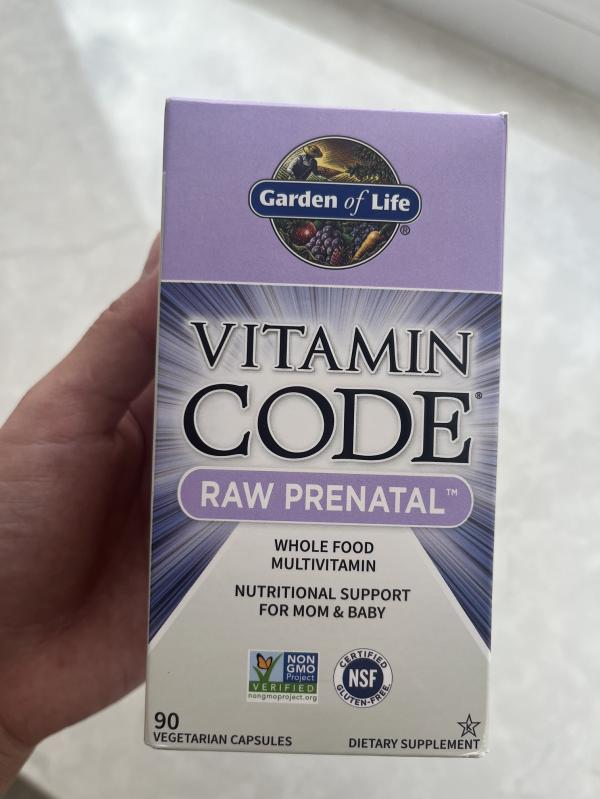 Garden of Life®
VITAMIN
CODE®
RAW PRENATAL™
WHOLE FOOD
MULTIVITAMIN
NUTRITIONAL SUPPORT
FOR MOM & BABY
NON
GMO
Project
VERIFIED
nongmoproject.org
CERTIFIED
NSF
GLUTEN-FREE
90
VEGETARIAN CAPSULES
K
DIETARY SUPPLEMENT